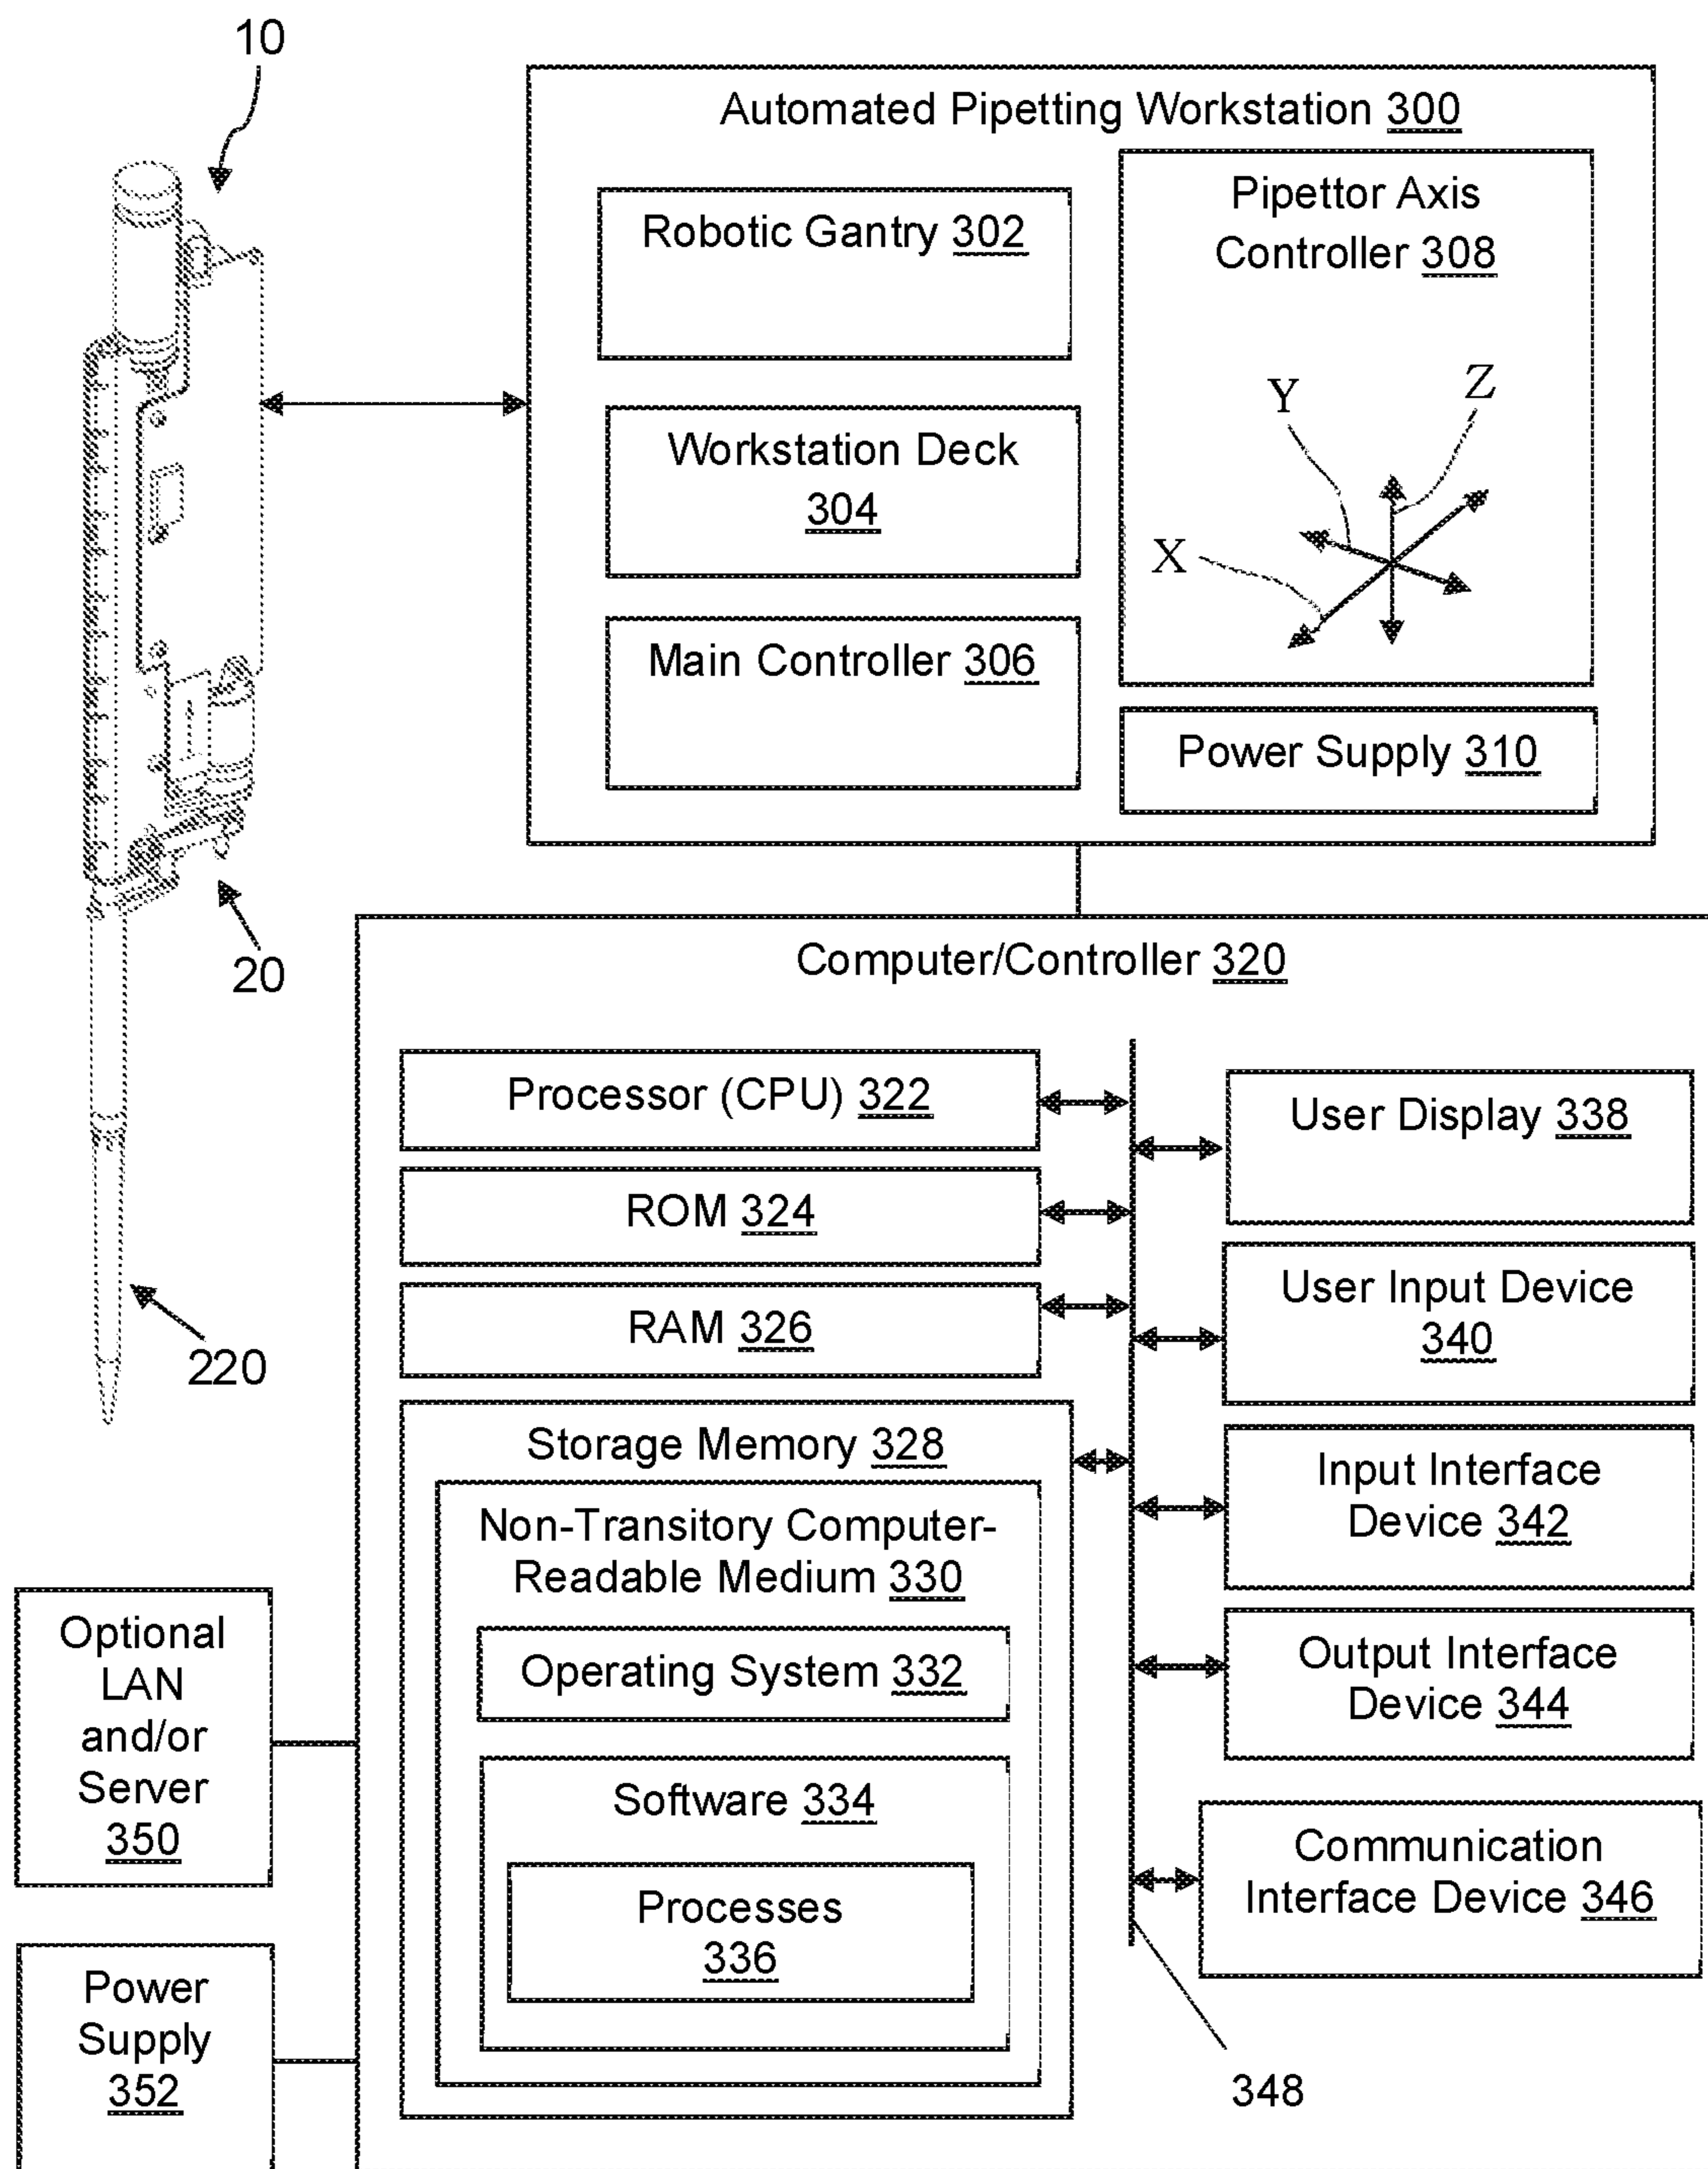 10
Automated Pipetting Workstation 300
Robotic Gantry 302
Pipettor Axis
Controller 308
Workstation Deck
304
Y
Z
X
Main Controller 306
Power Supply 310
20
220
Computer/Controller 320
Processor (CPU) 322
ROM 324
RAM 326
Storage Memory 328
Non-Transitory Computer-
Readable Medium 330
Operating System 332
Software 334
Processes
336
User Display 338
User Input Device
340
Input Interface
Device 342
Output Interface
Device 344
Communication
Interface Device 346
348
Optional
LAN
and/or
Server
350
Power
Supply
352